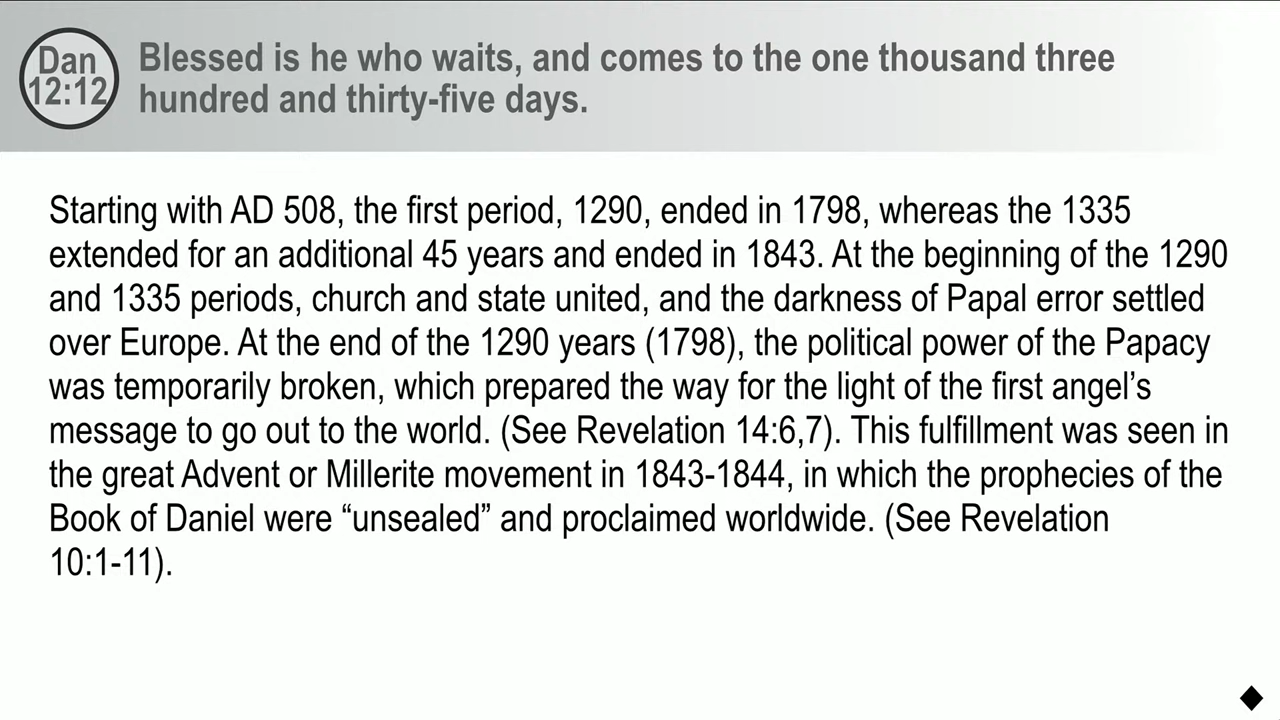 Dan
12:12
Blessed is he who waits, and comes to the one thousand three
hundred and thirty-five days.
Starting with AD 508, the first period, 1290, ended in 1798, whereas the 1335
extended for an additional 45 years and ended in 1843. At the beginning of the 1290
and 1335 periods, church and state united, and the darkness of Papal error settled
over Europe. At the end of the 1290 years (1798), the political power of the Papacy
was temporarily broken, which prepared the way for the light of the first angel’s
message to go out to the world. (See Revelation 14:6,7). This fulfillment was seen in
the great Advent or Millerite movement in 1843-1844, in which the prophecies of the
Book of Daniel were “unsealed” and proclaimed worldwide. (See Revelation
10:1-11).